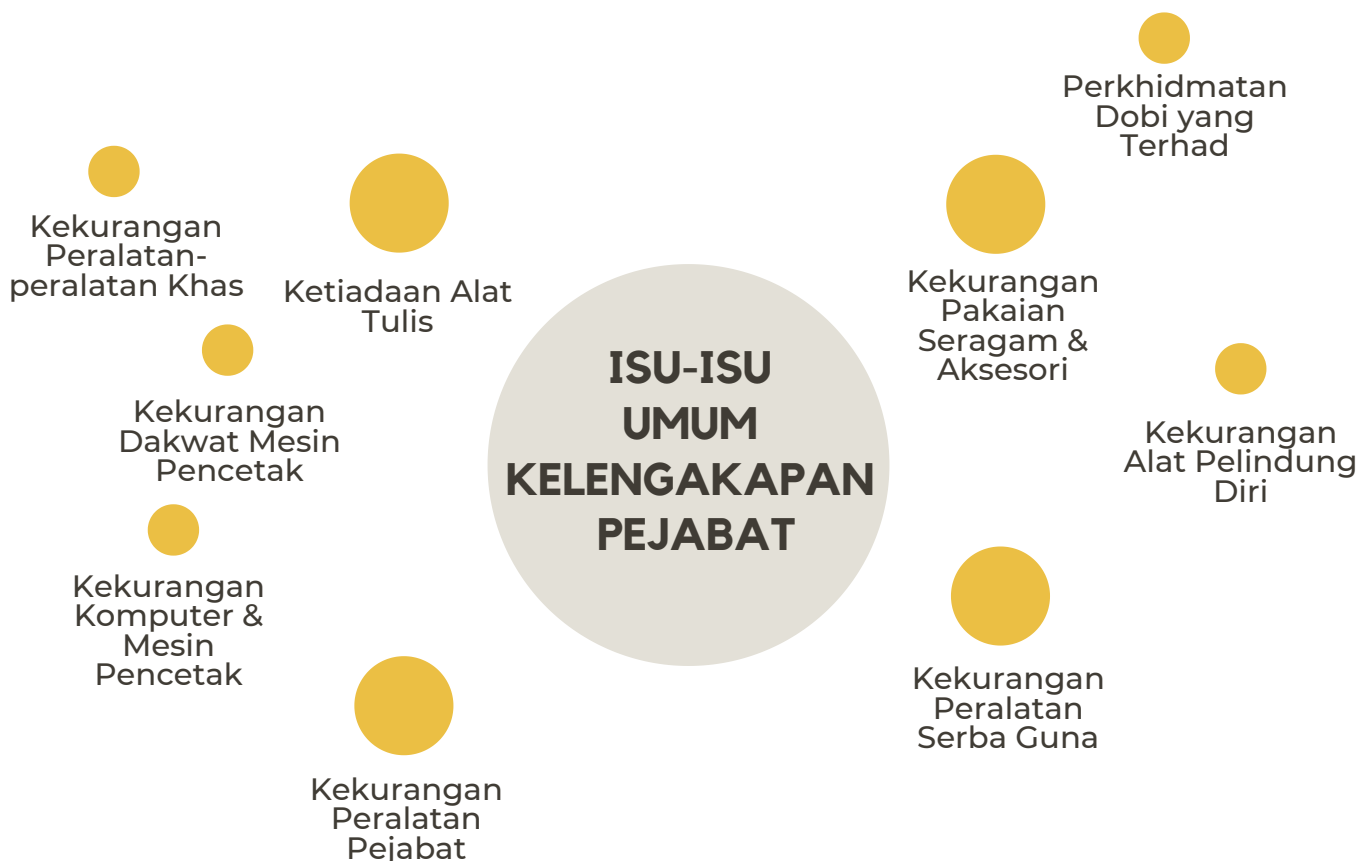 Perkhidmatan
Dobi yang
Terhad
Kekurangan
Peralatan-
peralatan Khas
Ketiadaan Alat
Tulis
Kekurangan
Pakaian
Seragam &
Aksesori
ISU-ISU
UMUM
KELENGAKAPAN
PEJABAT
Kekurangan
Dakwat Mesin
Pencetak
Kekurangan
Alat Pelindung
Diri
Kekurangan
Komputer &
Mesin
Pencetak
Kekurangan
Peralatan
Serba Guna
Kekurangan
Peralatan
Pejabat